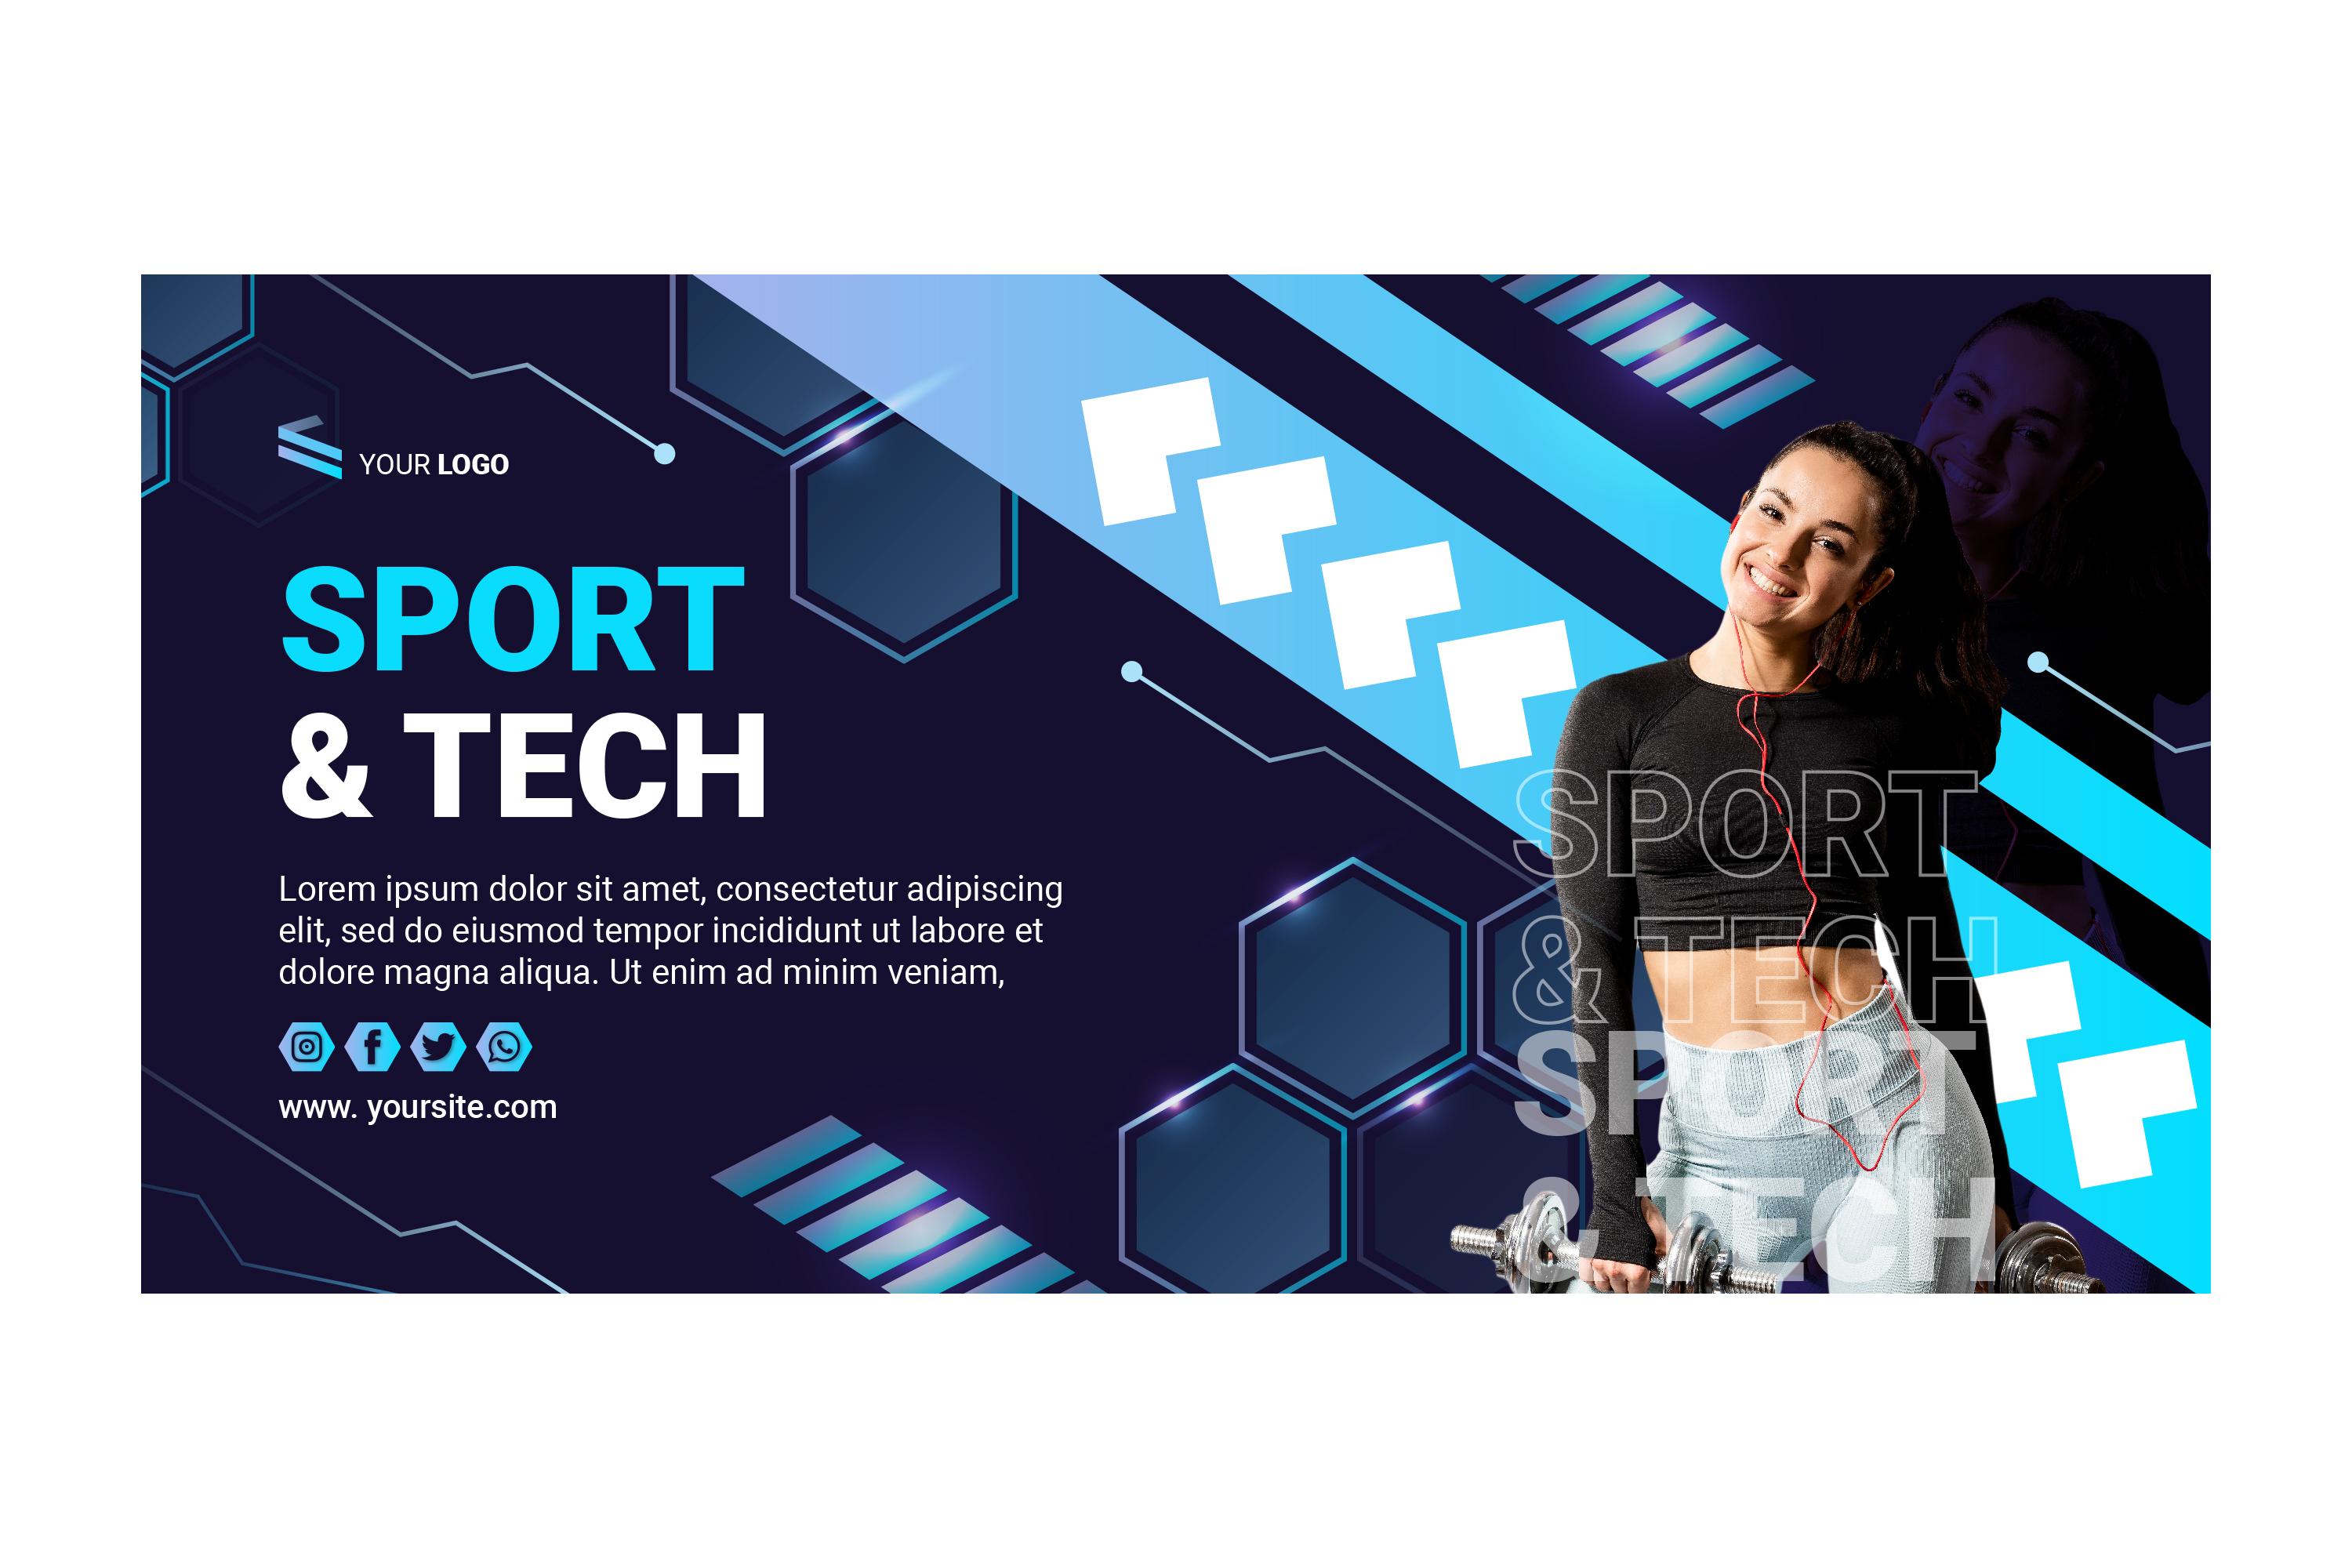 YOUR LOGO
SPORT
& TECH
Lorem ipsum dolor sit amet, consectetur adipiscing
elit, sed do eiusmod tempor incididunt ut labore et
dolore magna aliqua. Ut enim ad minim veniam,
www. yoursite.com
SPORT
& TECH
SPORT
& TECH